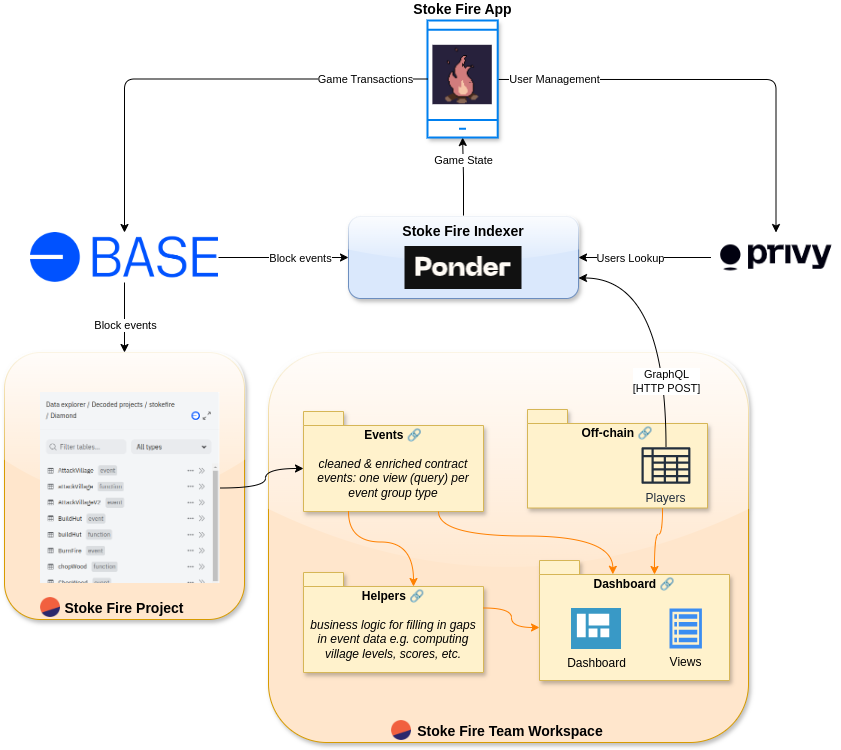 Stoke Fire App
Game Transactions
User Management
Game State
BASE
Block events
Stoke Fire Indexer
Ponder
Users Lookup
privy
Block events
GraphQL
[HTTP POST]
Data explorer / Decoded projects / stokefire
/ Diamond
Filter tables...
All types
AttackVillage event
attackVillage function
AttackVillageV2 event
BuildHut event
buildHut function
BurnFire event
chopWood function
ChopWood event
Stoke Fire Project
Events 🔗
cleaned & enriched contract
events: one view (query) per
event group type
Off-chain 🔗
Players
Helpers 🔗
business logic for filling in gaps
in event data e.g. computing
village levels, scores, etc.
Dashboard 🔗
Dashboard
Views
Stoke Fire Team Workspace